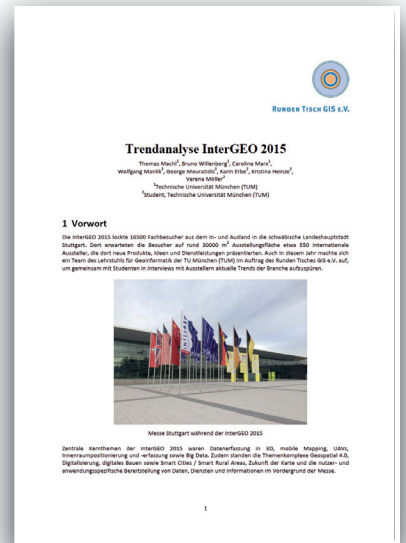 RUNDER TISCH GIS E.V.
Trendanalyse InterGEO 2015
Thomas Machl¹, Bruno Willenborg², Caroline Marx¹,
Wolfgang Manlik², George Mouratidis², Karin Erbe², Kristina Heinze²,
Verena Möller²
¹Technische Universität München (TUM)
²Student, Technische Universität München (TUM)
1 Vorwort
Die InterGEO 2015 lockte 16500 Fachbesucher aus dem In- und Ausland in die schwäbische Landeshauptstadt
Stuttgart. Dort erwarteten die Besucher auf rund 30000 m² Ausstellungsfläche etwa 550 internationale
Aussteller, die dort neue Produkte, Ideen und Dienstleistungen präsentierten. Auch in diesem Jahr machte sich
ein Team des Lehrstuhls für Geoinformatik der TU München (TUM) im Auftrag des Runden Tisches GIS e.V. auf,
um gemeinsam mit Studenten in Interviews mit Ausstellern aktuelle Trends der Branche aufzuspüren.
Messe Stuttgart während der InterGEO 2015
Zentrale Kernthemen der InterGEO 2015 waren Datenerfassung in 3D, mobile Mapping, UAVs,
Innenraumpositionierung und -erfassung sowie Big Data. Zudem standen die Themenkomplexe Geospatial 4.0,
Digitalisierung, digitales Bauen sowie Smart Cities / Smart Rural Areas, Zukunft der Karte und die nutzer- und
anwendungsspezifische Bereitstellung von Daten, Diensten und Informationen im Vordergrund der Messe.
1